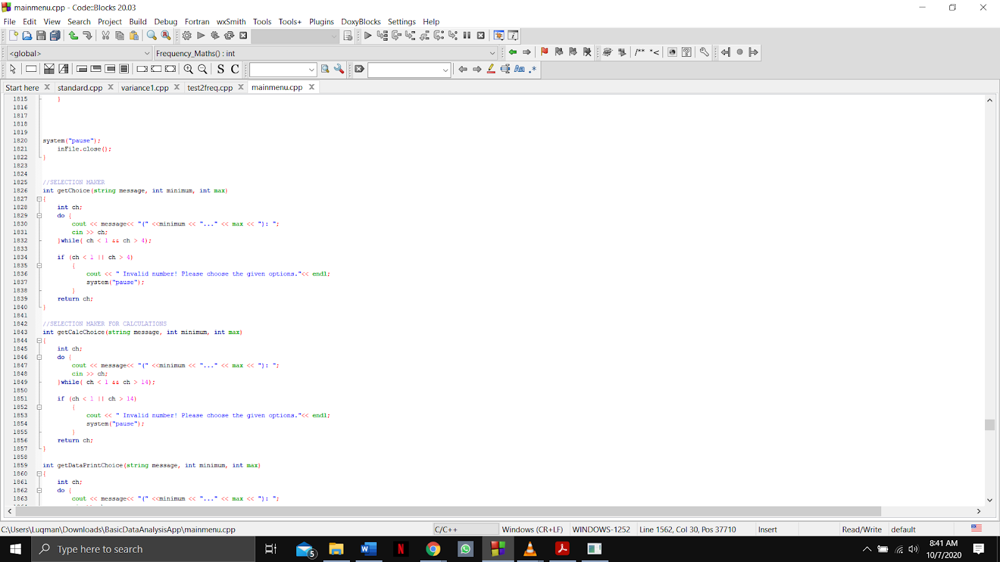 mainmenu.cpp - Code::Blocks 20.03
File Edit View Search Project Build Debug Fortran wxSmith Tools Tools+ Plugins DoxyBlocks Settings Help
<global> Frequency_Maths() : int
/** *<
S C Aa .*
Start here standard.cpp variance1.cpp test2freq.cpp mainmenu.cpp
1815 }
1816
1817
1818
1819
1820 system("pause");
1821 inFile.close();
1822 }
1823
1824
1825 //SELECTION MAKER
1826 int getChoice(string message, int minimum, int max)
1827 {
1828 int ch;
1829 do {
1830 cout << message<< "(" <<minimum << "..." << max << "): ";
1831 cin >> ch;
1832 }while( ch < 1 && ch > 4);
1833
1834 if (ch < 1 || ch > 4)
1835 {
1836 cout << " Invalid number! Please choose the given options."<< endl;
1837 system("pause");
1838 }
1839 return ch;
1840 }
1841
1842 //SELECTION MAKER FOR CALCULATIONS
1843 int getCalcChoice(string message, int minimum, int max)
1844 {
1845 int ch;
1846 do {
1847 cout << message<< "(" <<minimum << "..." << max << "): ";
1848 cin >> ch;
1849 }while( ch < 1 && ch > 14);
1850
1851 if (ch < 1 || ch > 14)
1852 {
1853 cout << " Invalid number! Please choose the given options."<< endl;
1854 system("pause");
1855 }
1856 return ch;
1857 }
1858
1859 int getDataPrintChoice(string message, int minimum, int max)
1860 {
1861 int ch;
1862 do {
1863 cout << message<< "(" <<minimum << "..." << max << "): ";
C:\Users\Luqman\Downloads\BasicDataAnalysisApp\mainmenu.cpp C/C++ Windows (CR+LF) WINDOWS-1252 Line 1562, Col 30, Pos 37710 Insert Read/Write default
Type here to search
5
8:41 AM
10/7/2020